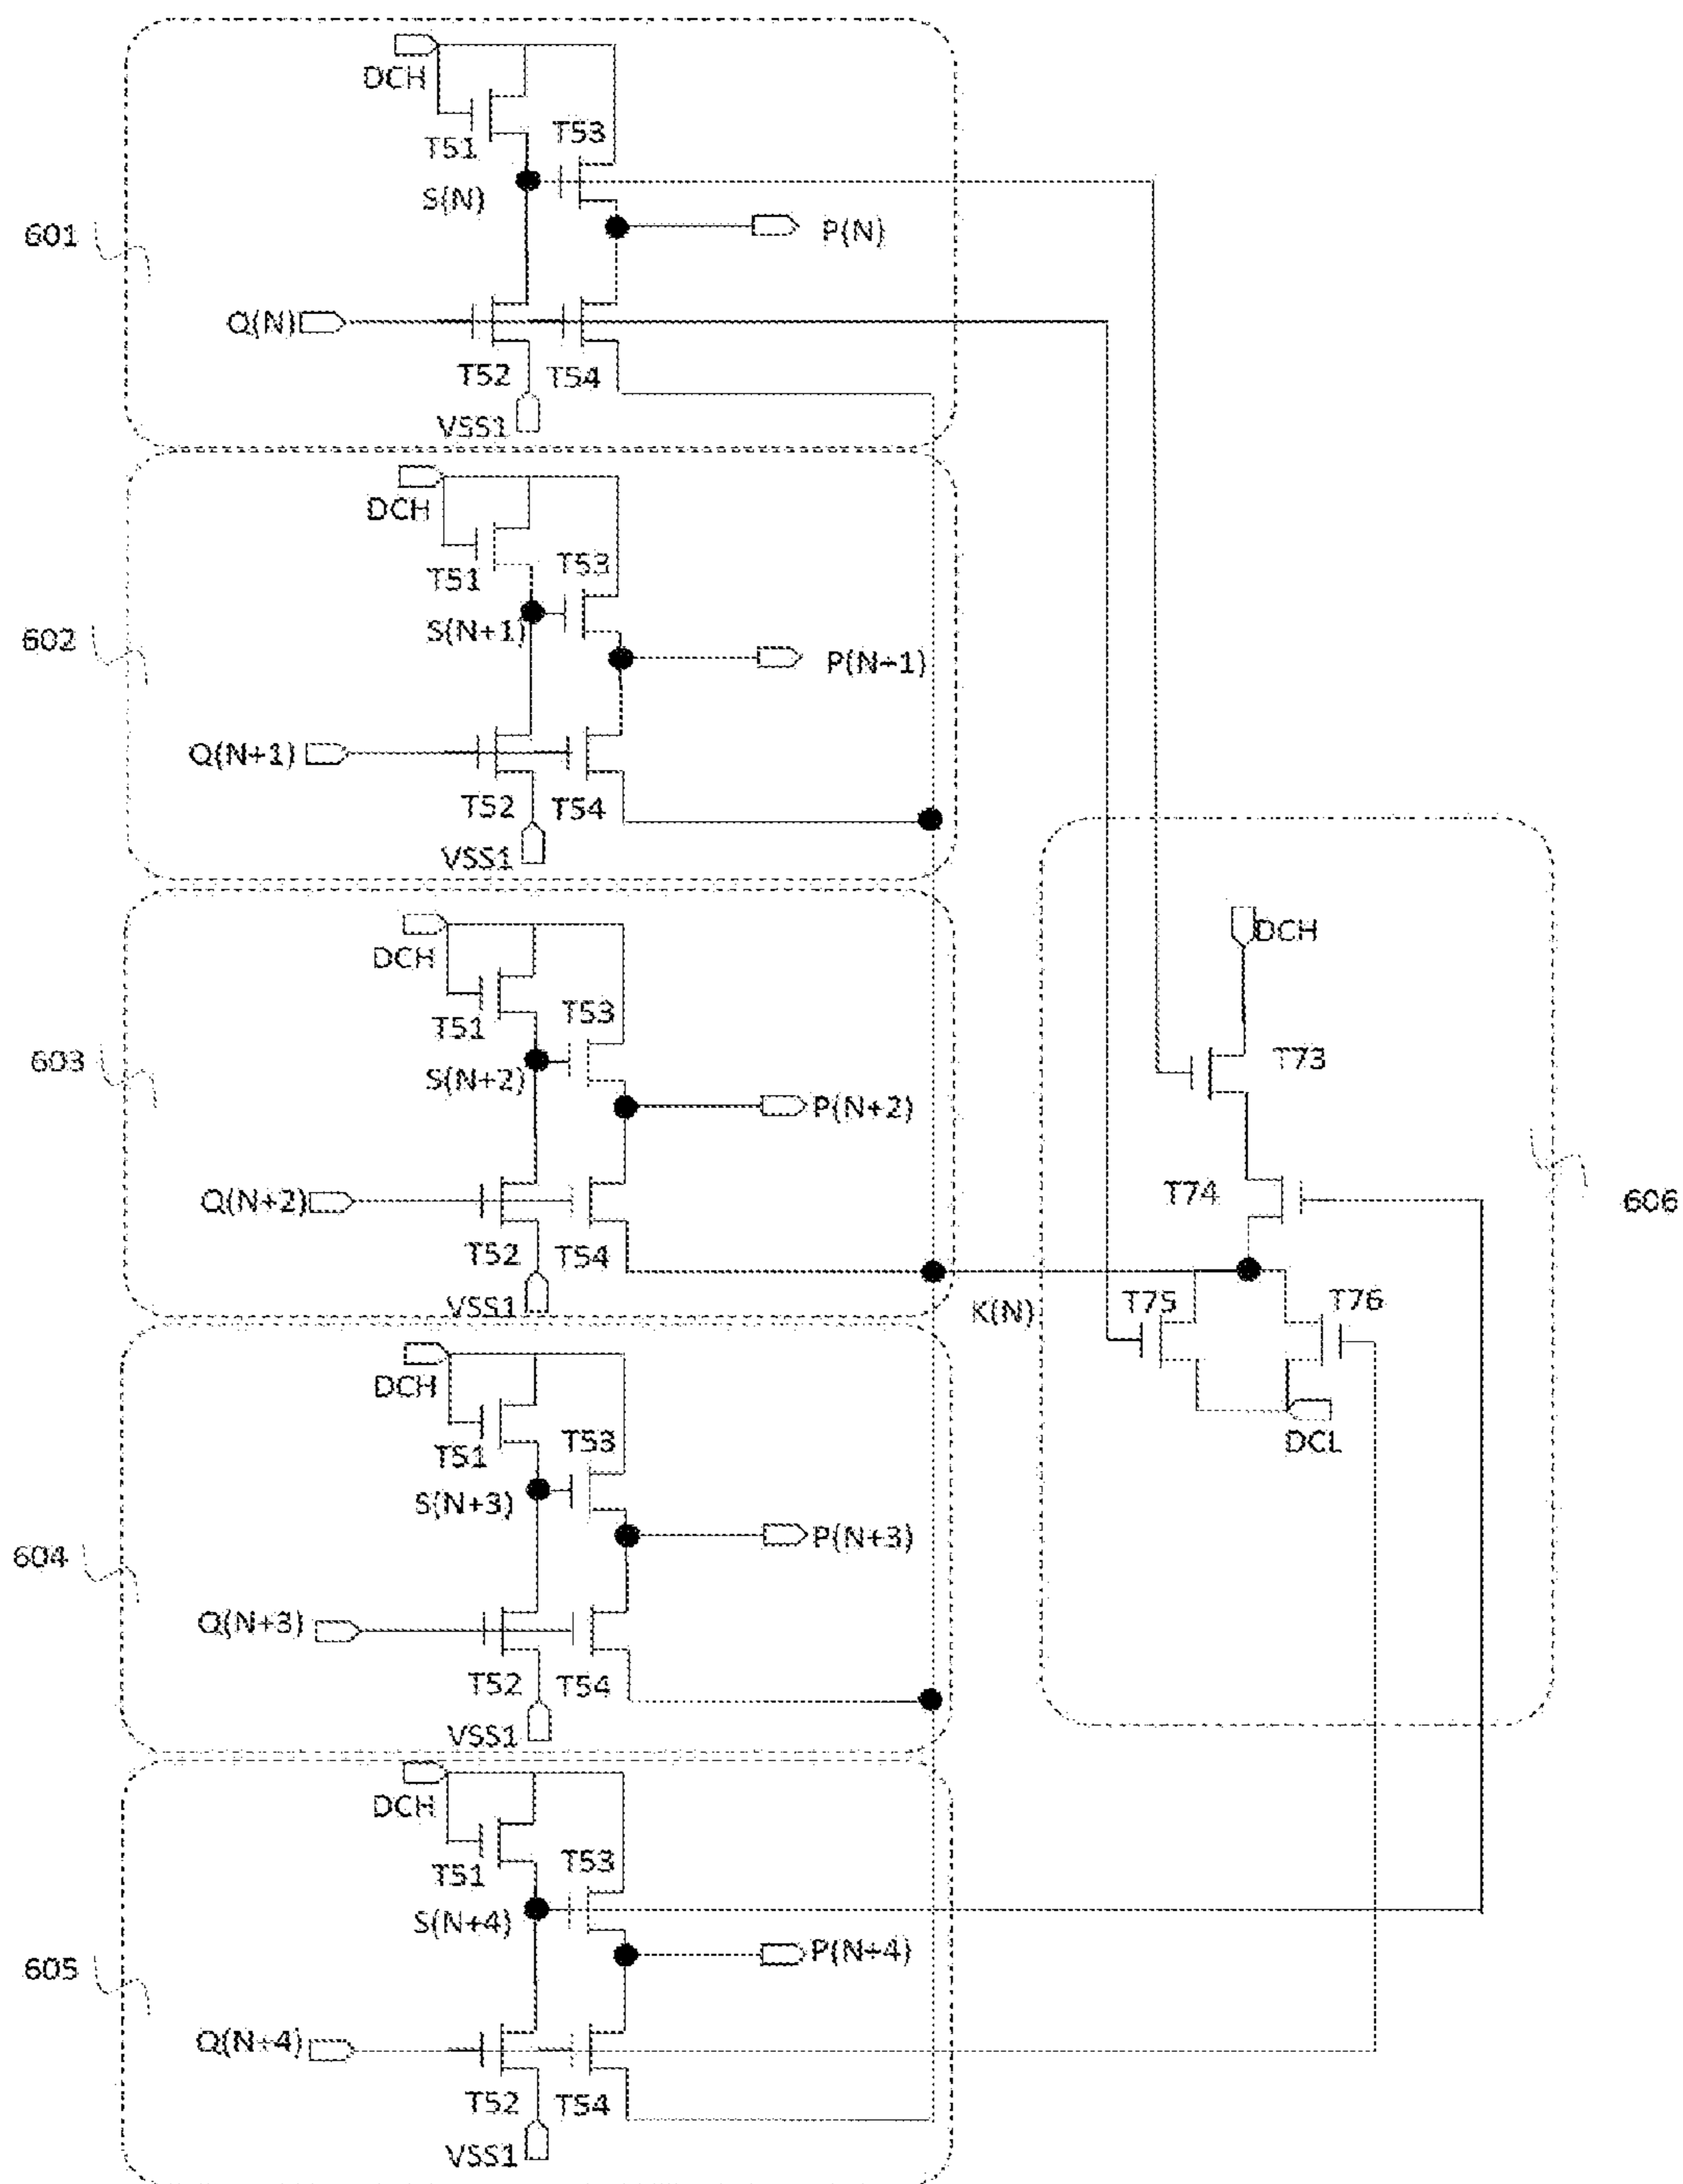 DCH
T51
T53
S(N)
601
P(N)
Q(N)
T52
T54
VSS1
DCH
T51
T53
S(N+1)
602
P(N+1)
Q(N+1)
T52
T54
VSS1
DCH
DCH
T51
T53
T73
603
S(N+2)
P(N+2)
T74
606
Q(N+2)
T52
T54
VSS1
K(N)
T75
T76
DCH
DCL
T51
T53
S(N+3)
P(N+3)
604
Q(N+3)
T52
T54
VSS1
DCH
T51
T53
S(N+4)
P(N+4)
605
Q(N+4)
T52
T54
VSS1